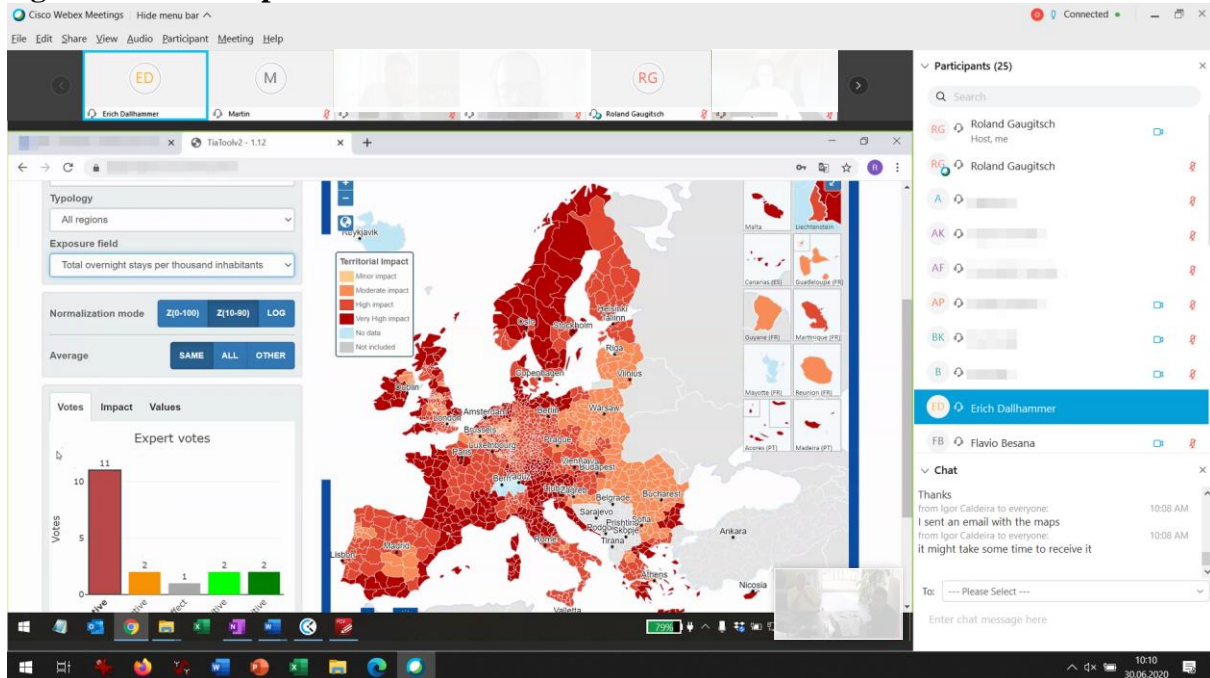 Cisco Webex Meetings Hide menu bar
Connected
File Edit Share View Audio Participant Meeting Help
ED
M
RG
Erich Dallhammer
Martin
Roland Gaugitsch
TiaToolv2 - 1.12
R
Typology
All regions
Exposure field
Total overnight stays per thousand inhabitants
Normalization mode Z(0-100) Z(10-90) LOG
Average SAME ALL OTHER
Votes Impact Values
Expert votes
Votes
11
10
5
0
2
1
2
2
Reykjavik
Territorial Impact
Minor impact
Moderate impact
High impact
Very High impact
No data
Not included
Oslo
Stockholm
Helsinki
Tallinn
Riga
Copenhagen
Vilnius
Dublin
London
Amsterdam
Berlin
Warsaw
Brussels
Luxembourg
Prague
Paris
Budapest
Zagreb
Belgrade
Bucharest
Sarajevo
Prishtina
Sofia
Skopje
Tirana
Rome
Madrid
Lisbon
Ankara
Athens
Nicosia
Valletta
Malta
Liechtenstein
Canarias (ES)
Guadeloupe (FR)
Guyane (FR)
Martinique (FR)
Mayotte (FR)
Reunion (FR)
Acores (PT)
Madeira (PT)
79%
Participants (25)
Search
RG Roland Gaugitsch
Host, me
RG Roland Gaugitsch
A
AK
AF
AP
BK
B
ED Erich Dallhammer
FB Flavio Besana
Chat
Thanks
from Igor Caldeira to everyone: 10:08 AM
I sent an email with the maps
from Igor Caldeira to everyone: 10:08 AM
it might take some time to receive it
To: --- Please Select ---
Enter chat message here
10:10
30.06.2020